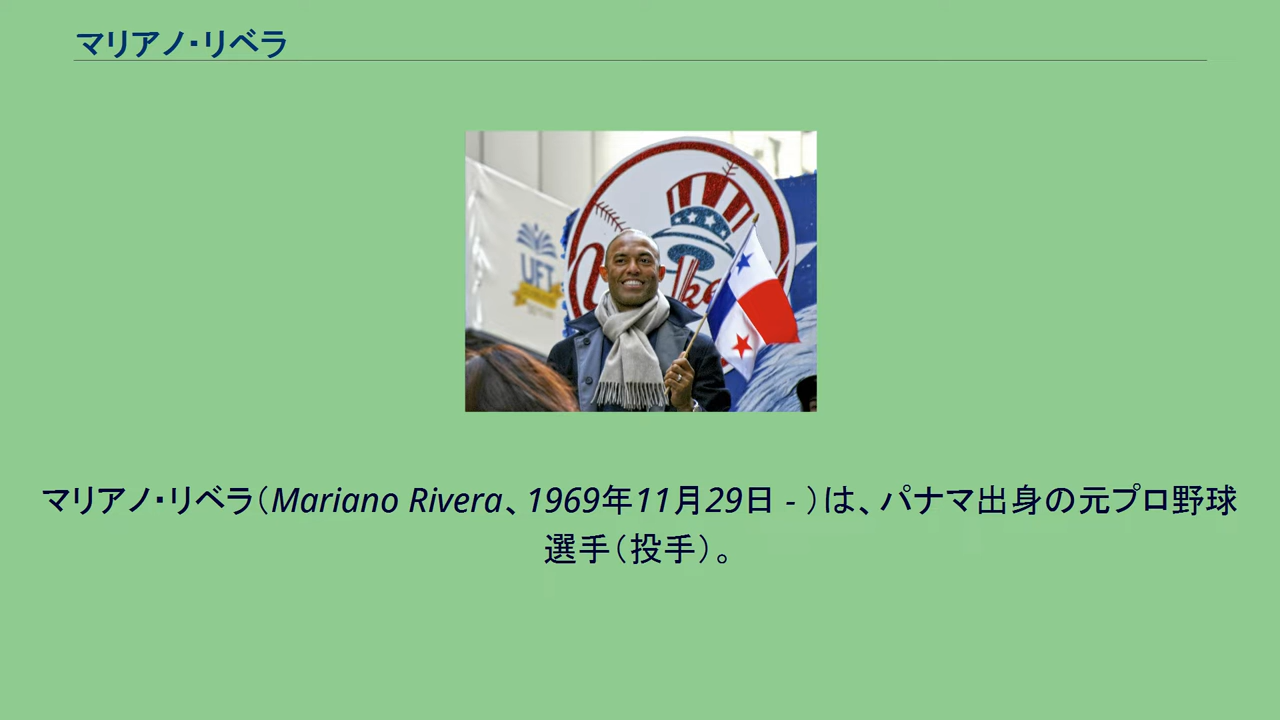 マリアノ・リベラ
UFT
マリアノ・リベラ（Mariano Rivera、1969年11月29日 - ）は、パナマ出身の元プロ野球
選手（投手）。